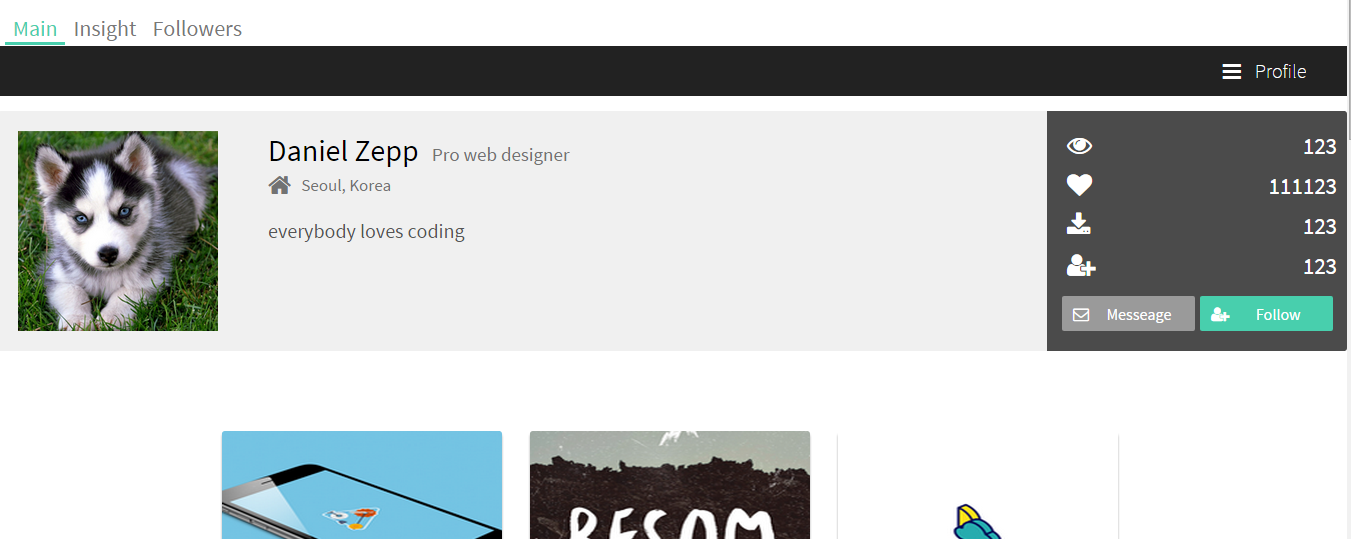 Main Insight Followers
Profile
Daniel Zepp Pro web designer
Seoul, Korea
everybody loves coding
123
111123
123
123
Messeage Follow
BESOM